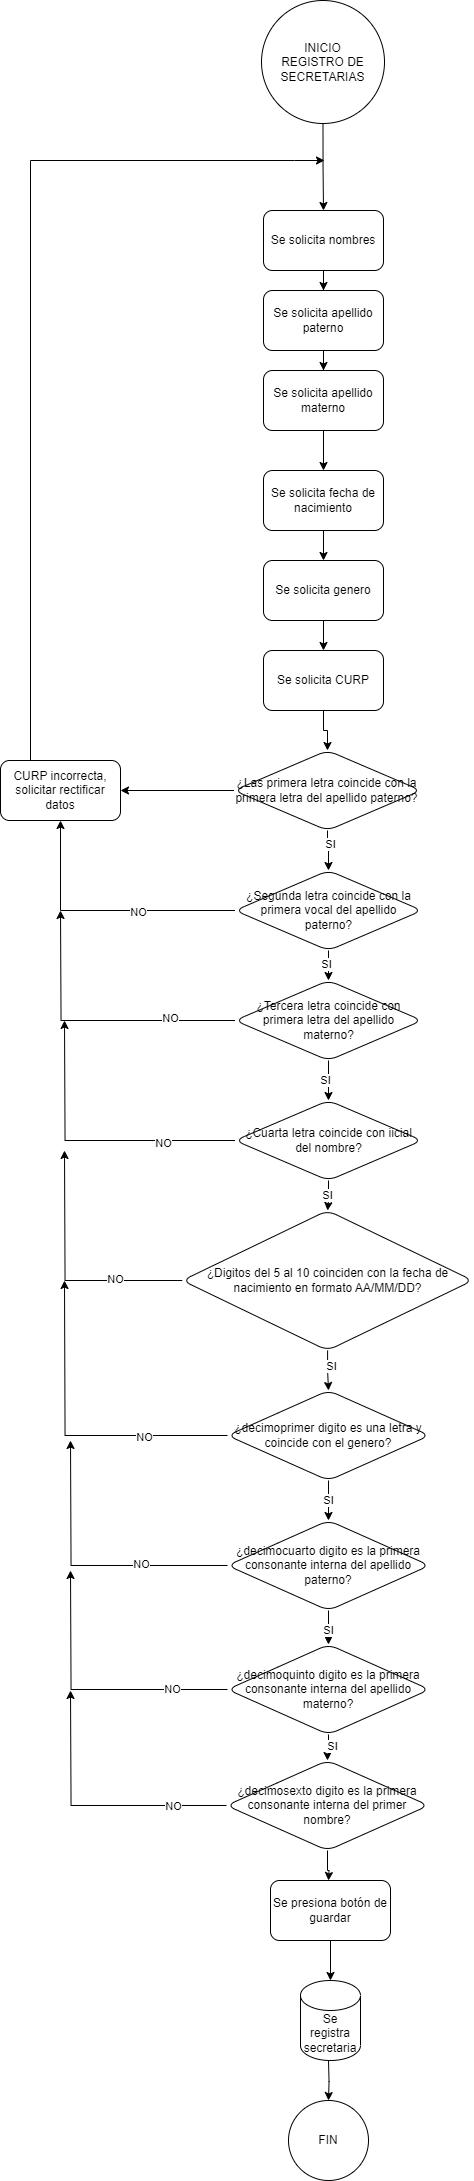 INICIO
REGISTRO DE
SECRETARIAS
Se solicita nombres
Se solicita apellido
paterno
Se solicita apellido
materno
Se solicita fecha de
nacimiento
Se solicita genero
Se solicita CURP
CURP incorrecta,
solicitar rectificar
datos
¿Las primera letra coincide con la
primera letra del apellido paterno?
SI
¿Segunda letra coincide con la
primera vocal del apellido
paterno?
NO
SI
¿Tercera letra coincide con
primera letra del apellido
materno?
NO
SI
¿Cuarta letra coincide con iicial
del nombre?
NO
SI
¿Digitos del 5 al 10 coinciden con la fecha de
nacimiento en formato AA/MM/DD?
NO
SI
¿decimoprimer digito es una letra y
coincide con el genero?
NO
SI
¿decimocuarto digito es la primera
consonante interna del apellido
paterno?
NO
SI
¿decimoquinto digito es la primera
consonante interna del apellido
materno?
NO
SI
¿decimosexto digito es la primera
consonante interna del primer
nombre?
NO
Se presiona botón de
guardar
Se
registra
secretaria
FIN